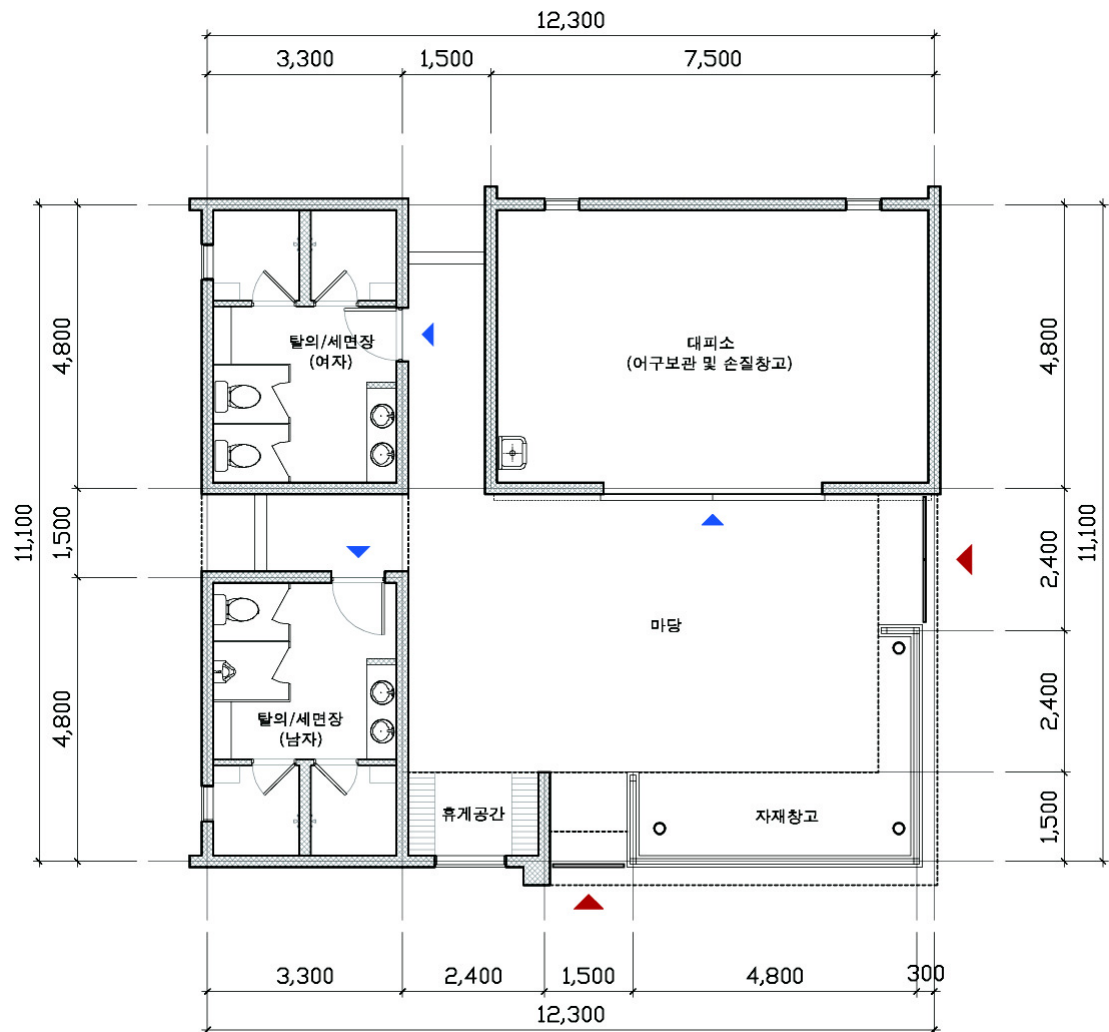 12,300
3,300
1,500
7,500
탈의/세면장
(여자)
대피소
(어구보관 및 손질창고)
4,800
4,800
11,100
1,500
2,400
11,100
마당
4,800
2,400
탈의/세면장
(남자)
휴게공간
자재창고
1,500
3,300
2,400
1,500
4,800
300
12,300